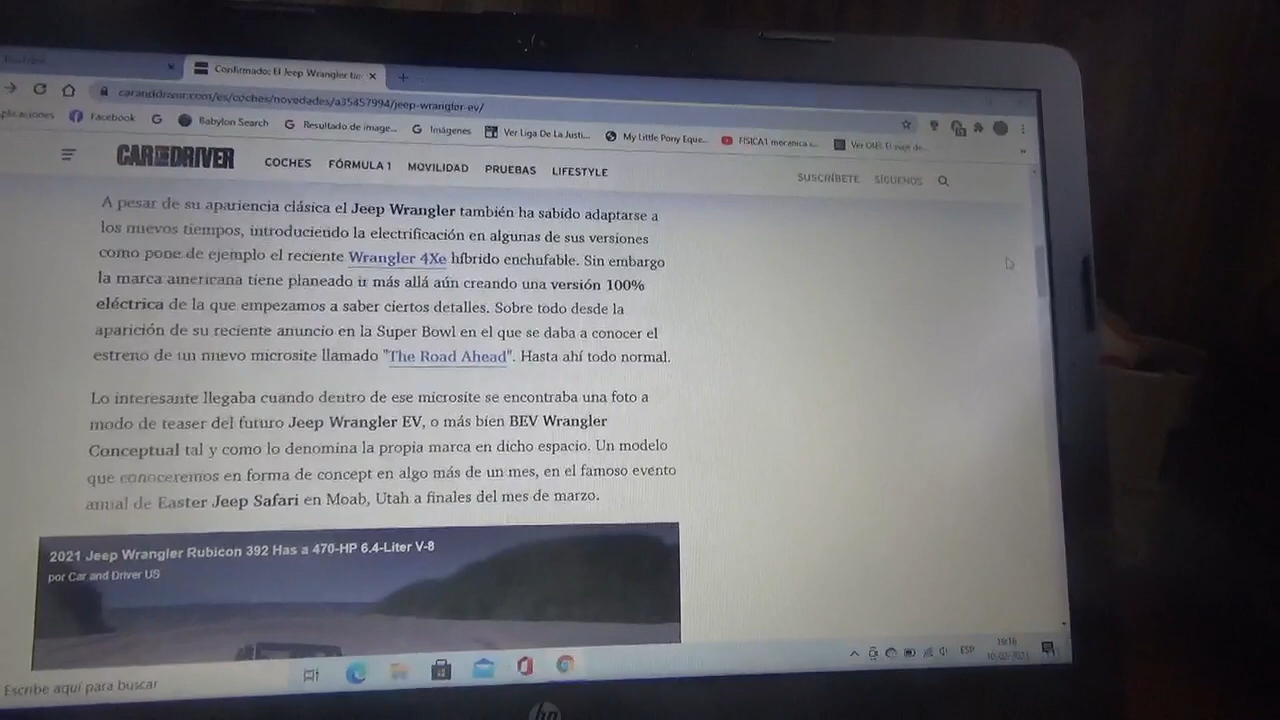 Confirmado: El Jeep Wrangler
caranddriver.com/es/coches/novedades/a35457994/jeep-wrangler-ev/
Facebook
Babylon Search
Resultado de image...
Imágenes
Ver Liga De La Justi...
My Little Pony Eque...
FISICA1 mecanica
CAR AND DRIVER
COCHES
FÓRMULA 1
MOVILIDAD
PRUEBAS
LIFESTYLE
SUSCRÍBETE
SÍGUENOS
A pesar de su apariencia clásica el Jeep Wrangler también ha sabido adaptarse a
los nuevos tiempos, introduciendo la electrificación en algunas de sus versiones
como pone de ejemplo el reciente Wrangler 4Xe híbrido enchufable. Sin embargo
la marca americana tiene planeado ir más allá aún creando una versión 100%
eléctrica de la que empezamos a saber ciertos detalles. Sobre todo desde la
aparición de su reciente anuncio en la Super Bowl en el que se daba a conocer el
estreno de un nuevo microsite llamado "The Road Ahead". Hasta ahí todo normal.
Lo interesante llegaba cuando dentro de ese microsite se encontraba una foto a
modo de teaser del futuro Jeep Wrangler EV, o más bien BEV Wrangler
Conceptual tal y como lo denomina la propia marca en dicho espacio. Un modelo
que conoceremos en forma de concept en algo más de un mes, en el famoso evento
anual de Easter Jeep Safari en Moab, Utah a finales del mes de marzo.
2021 Jeep Wrangler Rubicon 392 Has a 470-HP 6.4-Liter V-8
por Car and Driver US
Escribe aquí para buscar
ESP
19:16
hp